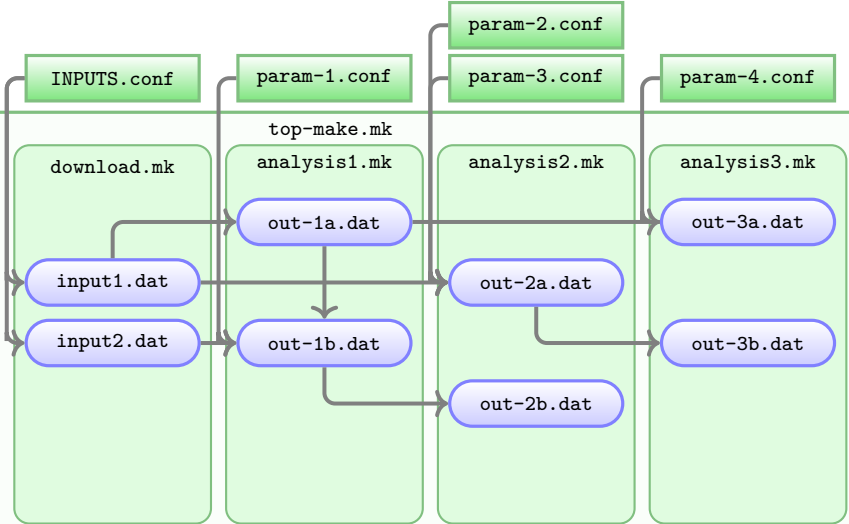 param-2.conf
INPUTS.conf
param-1.conf
param-3.conf
param-4.conf
top-make.mk
download.mk
analysis1.mk
analysis2.mk
analysis3.mk
out-1a.dat
out-3a.dat
input1.dat
out-2a.dat
input2.dat
out-1b.dat
out-3b.dat
out-2b.dat